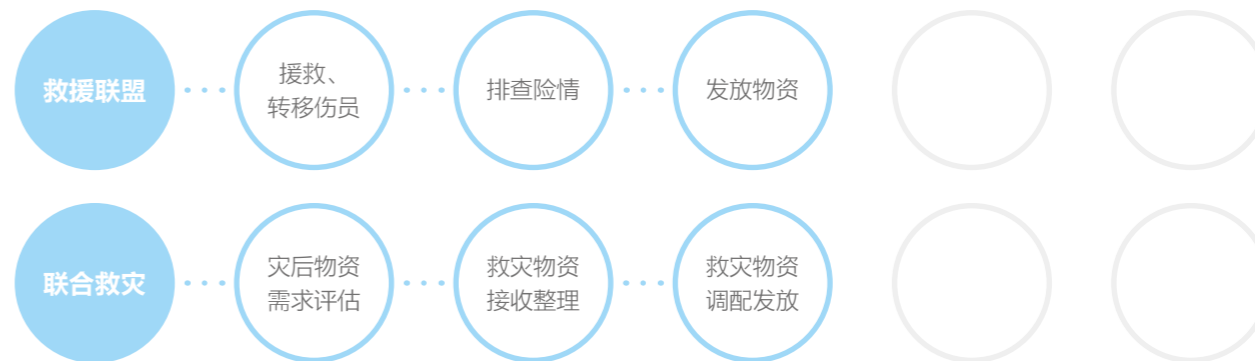 救援联盟
援救、
转移伤员
排查险情
发放物资
联合救灾
灾后物资
需求评估
救灾物资
接收整理
救灾物资
调配发放